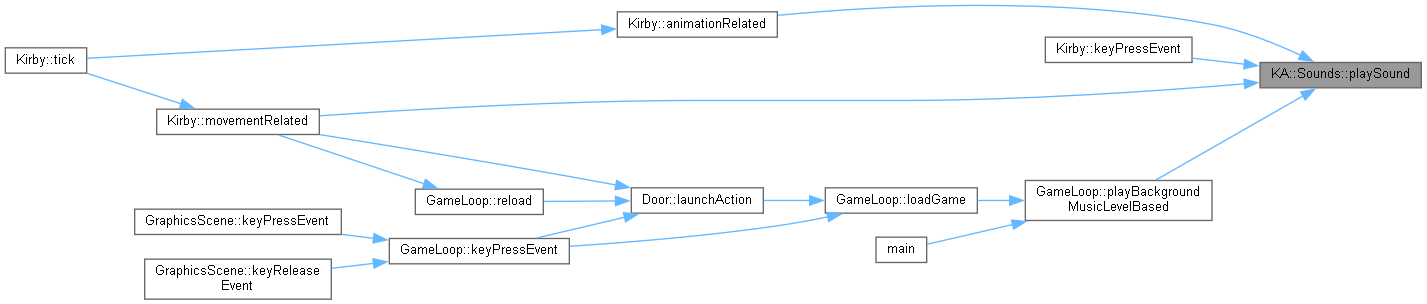 Kirby::animationRelated
Kirby::keyPressEvent
Kirby::tick
KA::Sounds::playSound
Kirby::movementRelated
GameLoop::reload
Door::launchAction
GameLoop::loadGame
GameLoop::playBackground
MusicLevelBased
GraphicsScene::keyPressEvent
GameLoop::keyPressEvent
main
GraphicsScene::keyRelease
Event